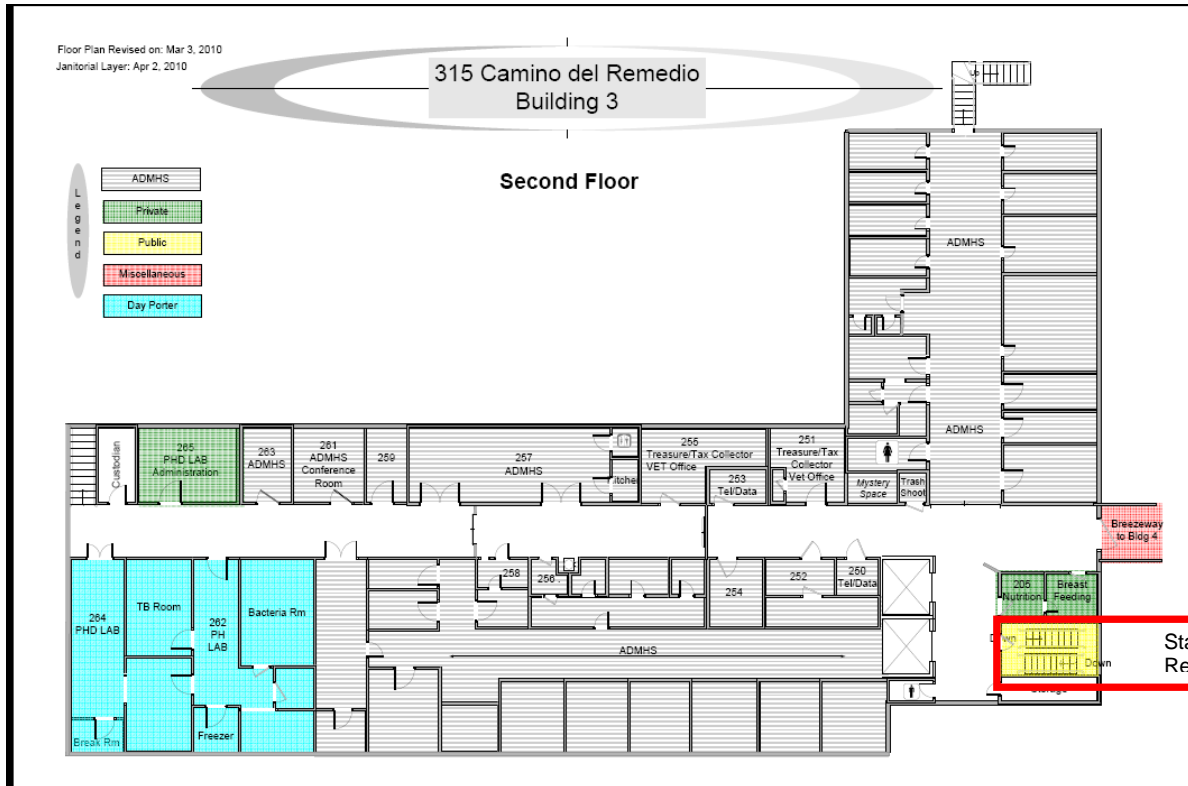 Floor Plan Revised on: Mar 3, 2010
Janitorial Layer: Apr 2, 2010
315 Camino del Remedio
Building 3
Second Floor
Legend
ADMHS
Private
Public
Miscellaneous
Day Porter
Up
ADMHS
ADMHS
Custodian
265
PHD LAB
Administration
263
ADMHS
261
ADMHS
Conference
Room
259
257
ADMHS
255
Treasure/Tax Collector
VET Office
253
Tel/Data
251
Treasure/Tax
Collector
Vet Office
Mystery
Space
Trash
Shoot
Breezeway
to Bldg 4
264
PHD LAB
TB Room
262
PH
LAB
Bacteria Rm
258
256
254
252
250
Tel/Data
205
Nutrition
Breast
Feeding
ADMHS
Down
Sta
Re
Break Rm
Freezer